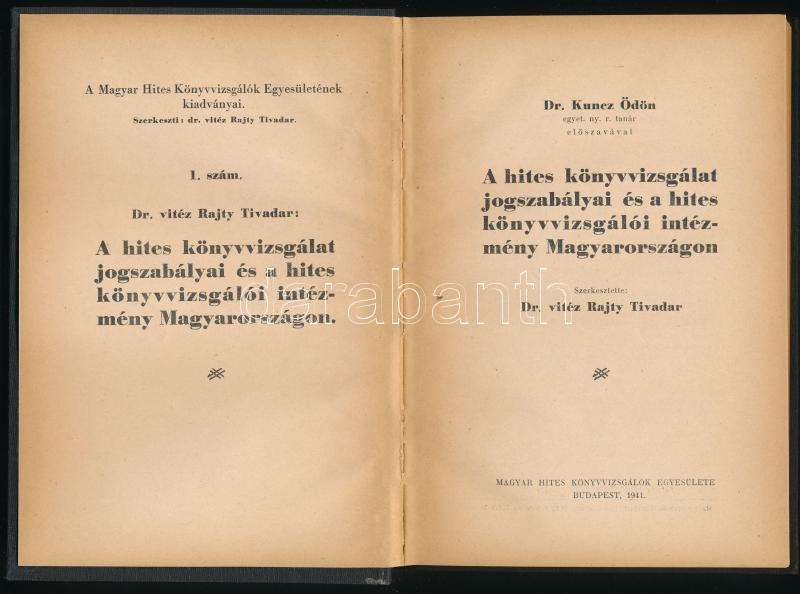 A Magyar Hites Könyvvizsgálók Egyesületének
kiadványai.
Szerkeszti: dr. vitéz Rajty Tivadar.
1. szám.
Dr. vitéz Rajty Tivadar:
A hites könyvvizsgálat
jogszabályai és a hites
könyvvizsgálói intéz-
mény Magyarországon.
Dr. Kuncz Ödön
egyet. ny. r. tanár
előszavával
A hites könyvvizsgálat
jogszabályai és a hites
könyvvizsgálói intéz-
mény Magyarországon
Szerkesztette:
Dr. vitéz Rajty Tivadar
MAGYAR HITES KÖNYVVIZSGÁLOK EGYESÜLETE
BUDAPEST, 1941.
darabanth